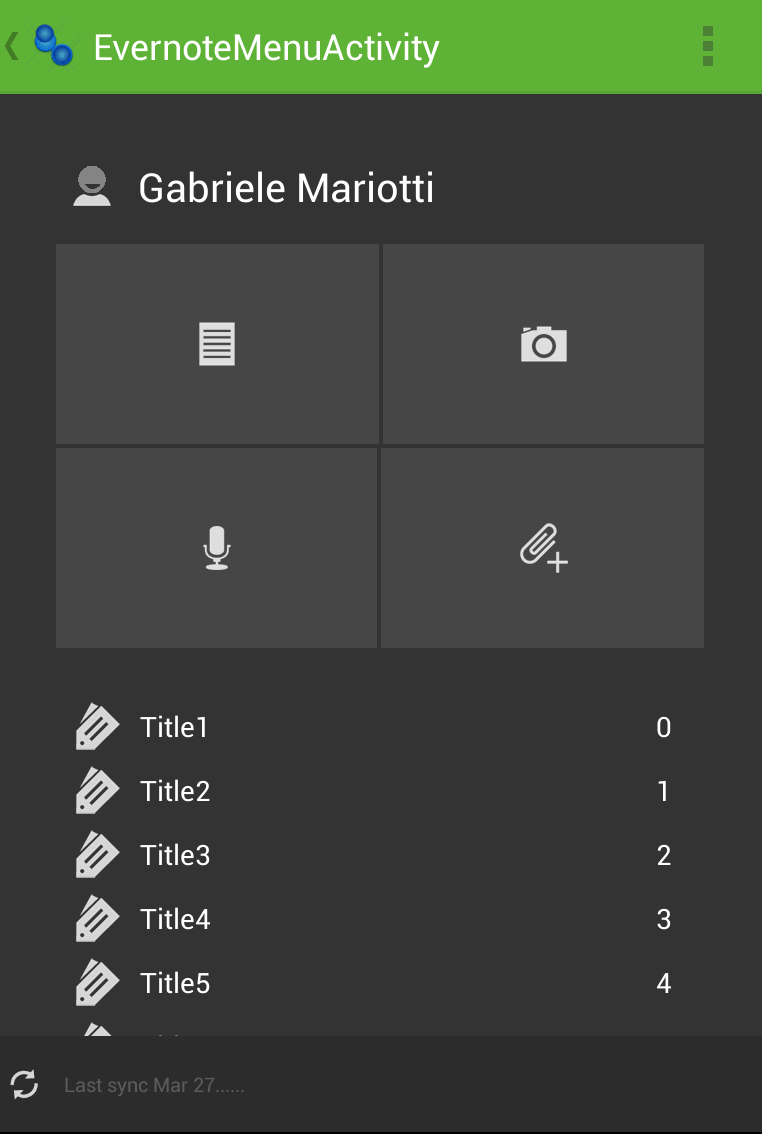 EvernoteMenuActivity
Gabriele Mariotti
Title1 0
Title2 1
Title3 2
Title4 3
Title5 4
Last sync Mar 27......